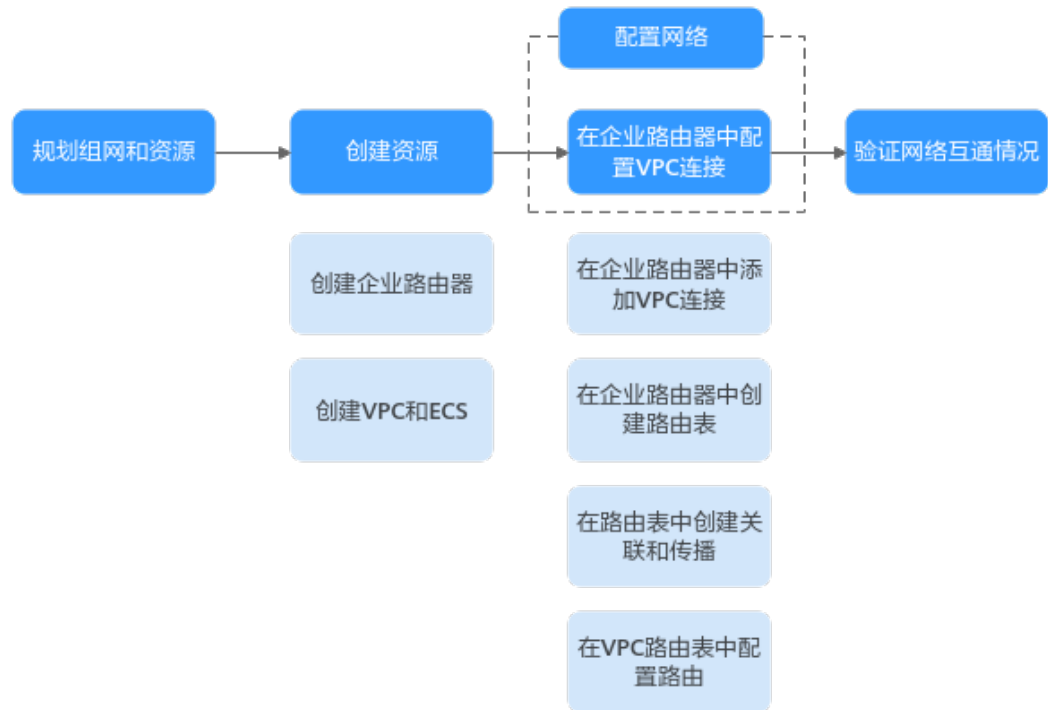 配置网络
规划组网和资源
创建资源
在企业路由器中配
置VPC连接
验证网络互通情况
创建企业路由器
在企业路由器中添
加VPC连接
创建VPC和ECS
在企业路由器中创
建路由表
在路由表中创建关
联和传播
在VPC路由表中配
置路由